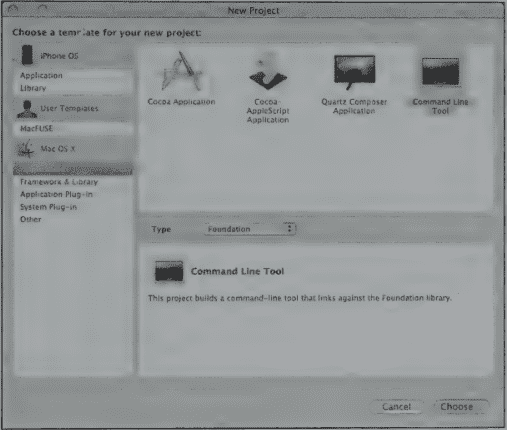 New Project
Choose a template for your new project:
iPhone OS
Application
Library
User Templates
MacFUSE
Mac OS X
Framework & Library
Application Plug-in
System Plug-in
Other
Cocoa Application
Cocoa-
AppleScript
Application
Quartz Composer
Application
Command Line
Tool
Type
Foundation
Command Line Tool
This project builds a command-line tool that links against the Foundation library.
Cancel
Choose...